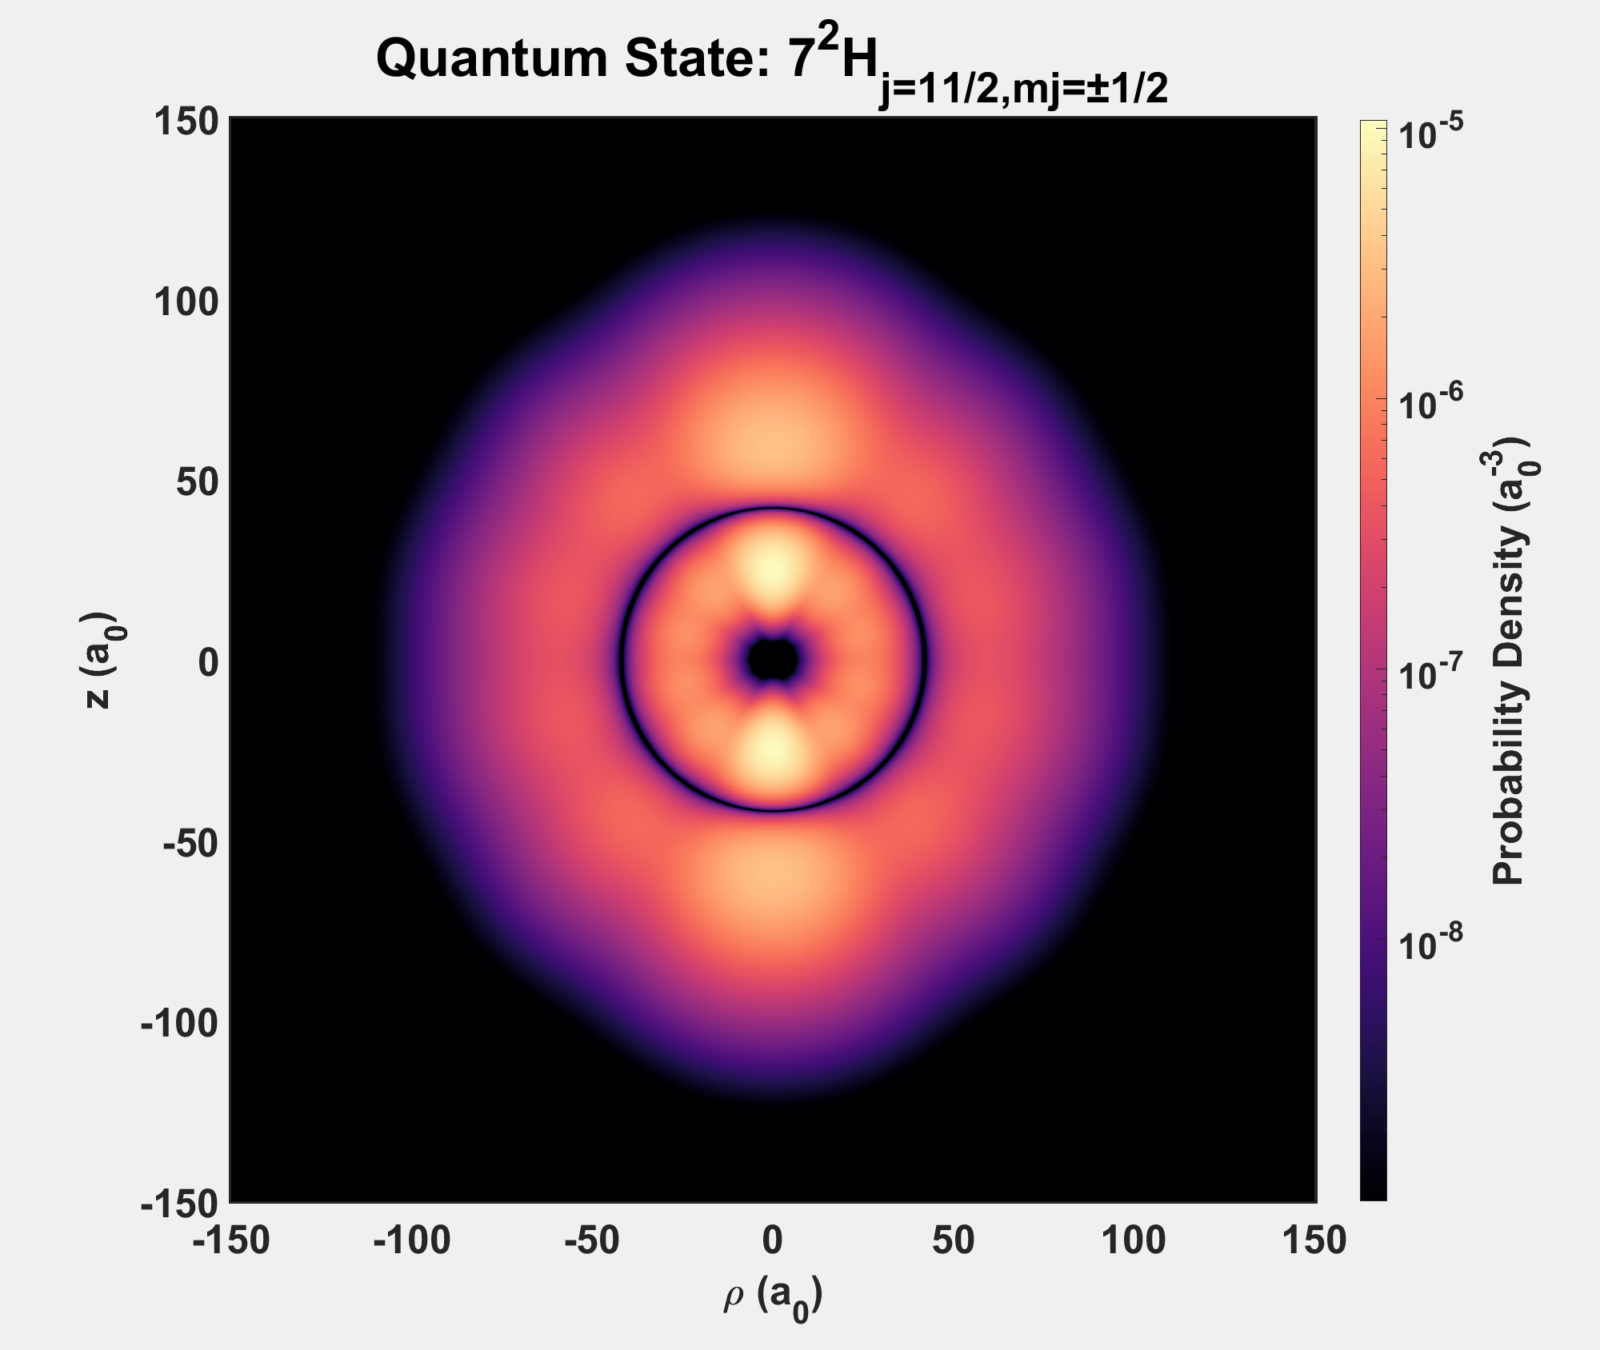 Quantum State: 7²H_j=11/2,mj=±1/2
150
100
50
0
-50
-100
-150
z (a₀)
-150 -100 -50 0 50 100 150
ρ (a₀)
10⁻⁵
10⁻⁶
10⁻⁷
10⁻⁸
Probability Density (a₀⁻³)